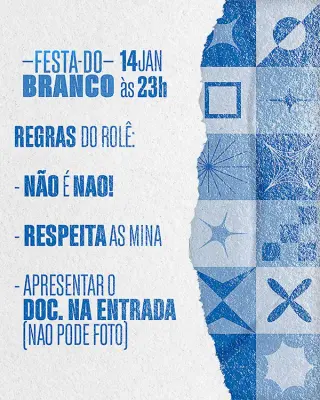 –FESTA-DO– 14JAN
BRANCO às 23h
REGRAS DO ROLÊ:
- NÃO É NAO!
- RESPEITA AS MINA
- APRESENTAR O
DOC. NA ENTRADA
(NAO PODE FOTO)